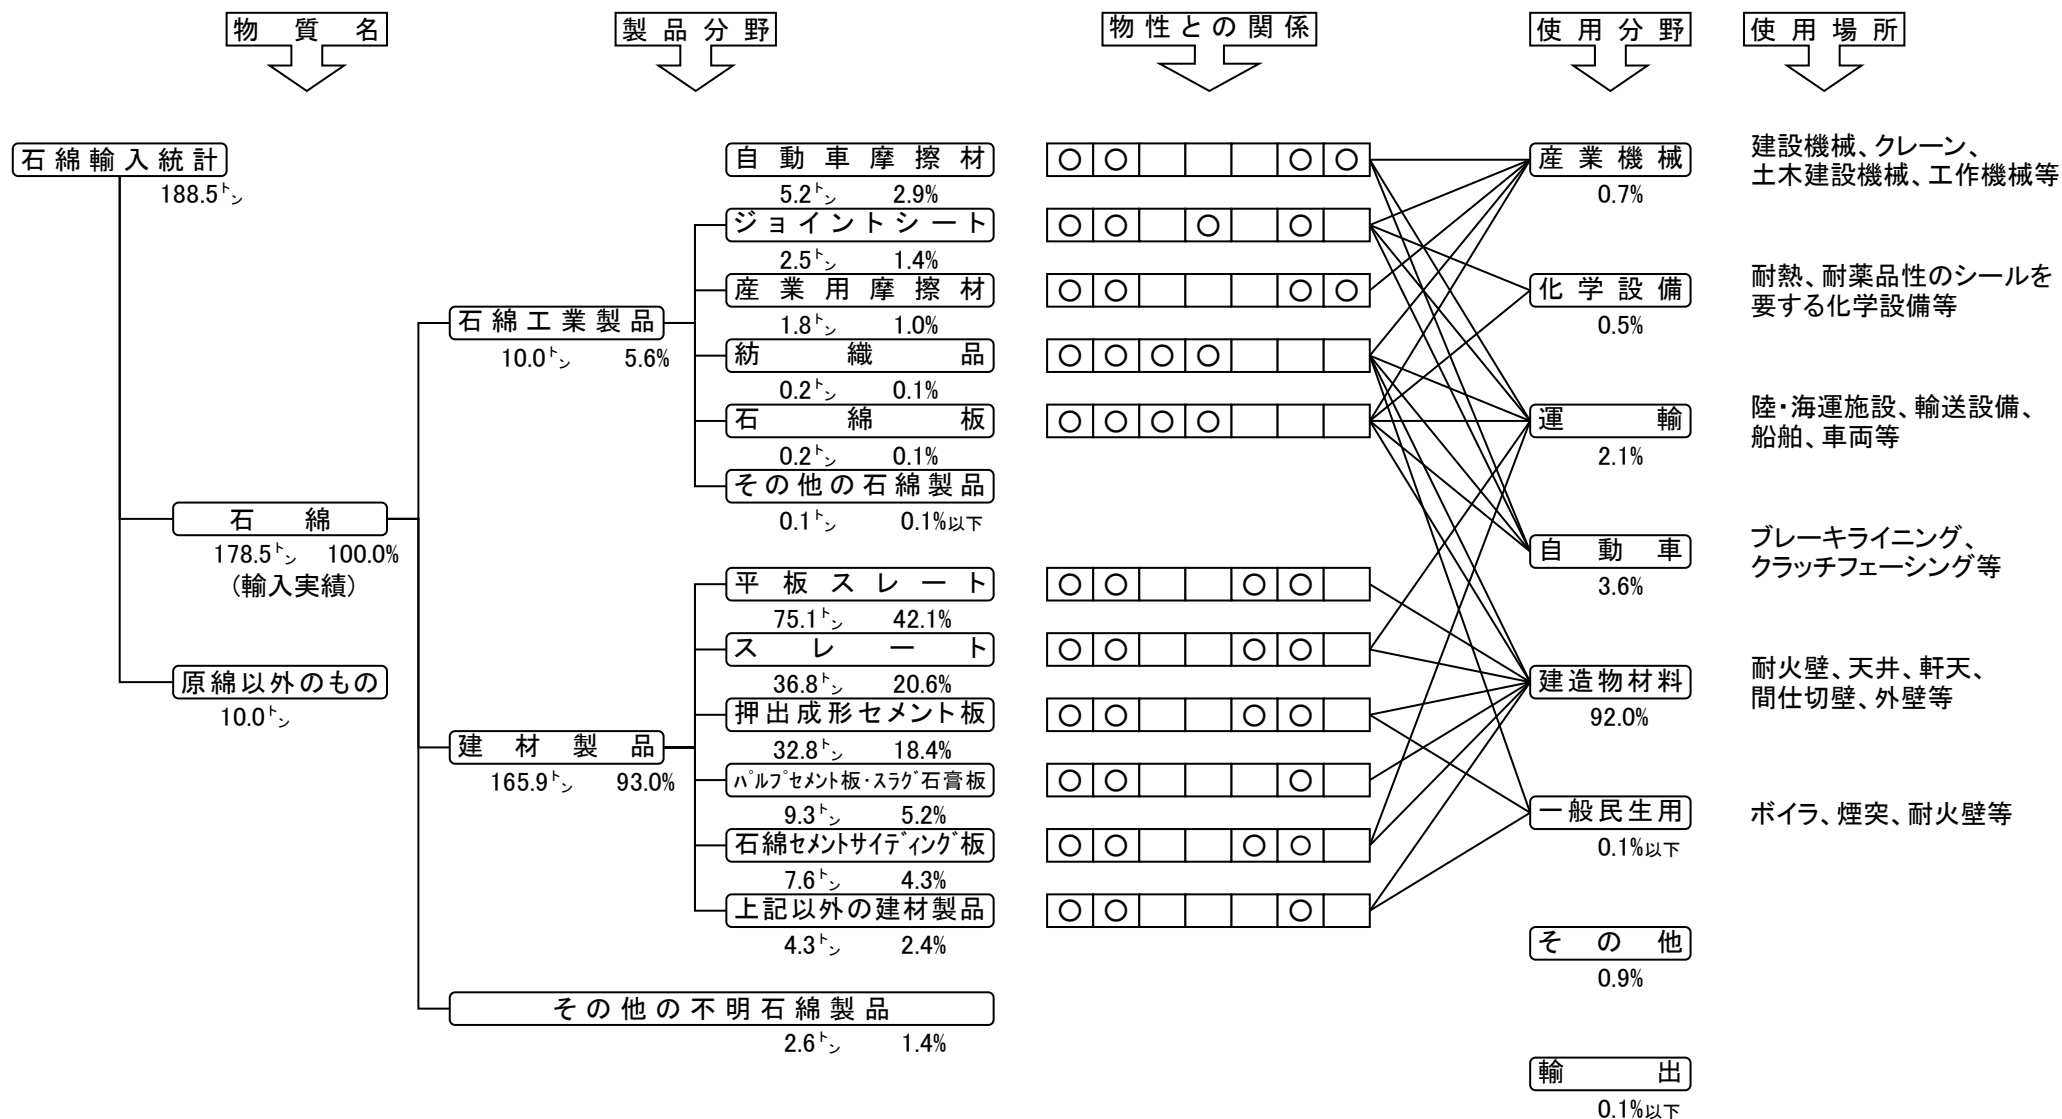 物質名
製品分野
物性との関係
使用分野
使用場所
石綿輸入統計
188.5㌧
石綿
178.5㌧ 100.0%
(輸入実績)
原綿以外のもの
10.0㌧
石綿工業製品
10.0㌧ 5.6%
建材製品
165.9㌧ 93.0%
自動車摩擦材
5.2㌧ 2.9%
ジョイントシート
2.5㌧ 1.4%
産業用摩擦材
1.8㌧ 1.0%
紡織品
0.2㌧ 0.1%
石綿板
0.2㌧ 0.1%
その他の石綿製品
0.1㌧ 0.1%以下
平板スレート
75.1㌧ 42.1%
スレート
36.8㌧ 20.6%
押出成形セメント板
32.8㌧ 18.4%
ﾊﾟﾙﾌﾟｾﾒﾝﾄ板・ｽﾗｸﾞ石膏板
9.3㌧ 5.2%
石綿ｾﾒﾝﾄｻｲﾃﾞｨﾝｸﾞ板
7.6㌧ 4.3%
上記以外の建材製品
4.3㌧ 2.4%
その他の不明石綿製品
2.6㌧ 1.4%
○○ ○○
○○ ○ ○
○○ ○○
○○○○
○○○○
○○ ○○
○○ ○○
○○ ○○
○○ ○
○○ ○○
○○ ○
産業機械
0.7%
化学設備
0.5%
運輸
2.1%
自動車
3.6%
建造物材料
92.0%
一般民生用
0.1%以下
その他
0.9%
輸出
0.1%以下
建設機械、クレーン、
土木建設機械、工作機械等
耐熱、耐薬品性のシールを
要する化学設備等
陸・海運施設、輸送設備、
船舶、車両等
ブレーキライニング、
クラッチフェーシング等
耐火壁、天井、軒天、
間仕切壁、外壁等
ボイラ、煙突、耐火壁等